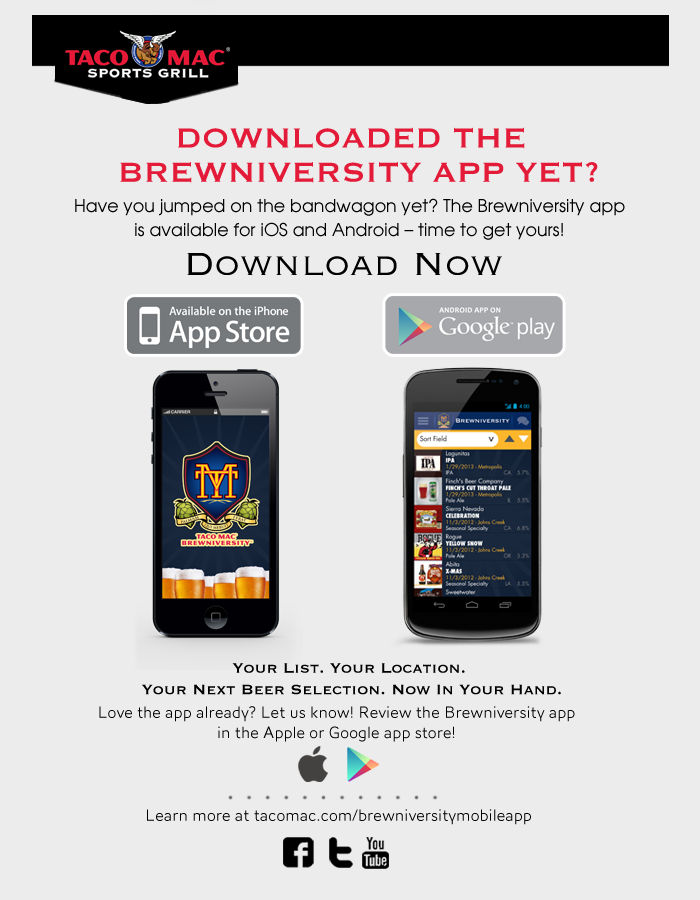 TACO MAC®
SPORTS GRILL
DOWNLOADED THE
BREWNIVERSITY APP YET?
Have you jumped on the bandwagon yet? The Brewniversity app
is available for iOS and Android – time to get yours!
DOWNLOAD NOW
Available on the iPhone
App Store
ANDROID APP ON
Google play
CARRIER
TM
TACO MAC
BREWNIVERSITY
4:00
BREWNIVERSITY
Sort Field
Lagunitas
IPA
IPA
1/29/2013 - Metropolis
IPA CA 5.7%
Finch's Beer Company
FINCH'S CUT THROAT PALE
1/29/2013 - Metropolis
Pale Ale IL 5.5%
Sierra Nevada
CELEBRATION
11/3/2012 - Johns Creek
Seasonal Specialty CA 6.8%
Rogue
YELLOW SNOW
11/3/2012 - Johns Creek
Pale Ale OR
Abita
X-MAS
11/3/2012 - Johns Creek
Seasonal Specialty LA 5.5%
Sweetwater
YOUR LIST. YOUR LOCATION.
YOUR NEXT BEER SELECTION. NOW IN YOUR HAND.
Love the app already? Let us know! Review the Brewniversity app
in the Apple or Google app store!
Learn more at tacomac.com/brewniversitymobileapp
You
Tube